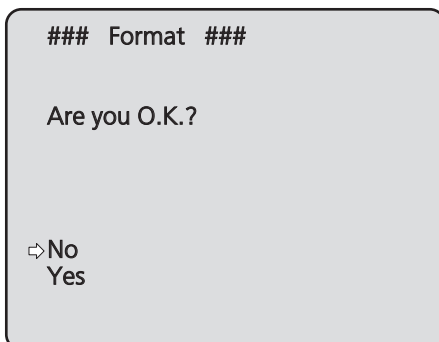 ### Format ###
Are you O.K.?
⇨No
Yes